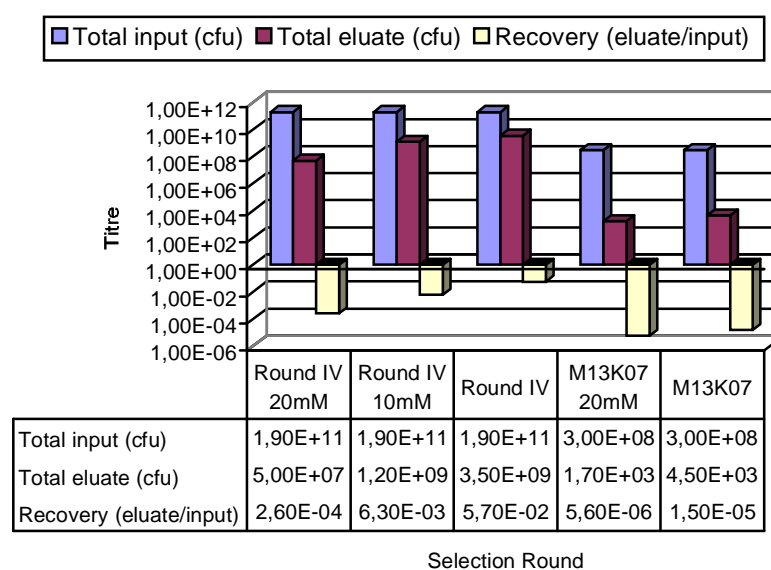 Total input (cfu) Total eluate (cfu) Recovery (eluate/input)
1,00E+12
1,00E+10
1,00E+08
1,00E+06
1,00E+04
1,00E+02
1,00E+00
1,00E-02
1,00E-04
1,00E-06
Titre
Round IV 20mM Round IV 10mM Round IV M13K07 20mM M13K07
Total input (cfu) 1,90E+11 1,90E+11 1,90E+11 3,00E+08 3,00E+08
Total eluate (cfu) 5,00E+07 1,20E+09 3,50E+09 1,70E+03 4,50E+03
Recovery (eluate/input) 2,60E-04 6,30E-03 5,70E-02 5,60E-06 1,50E-05
Selection Round